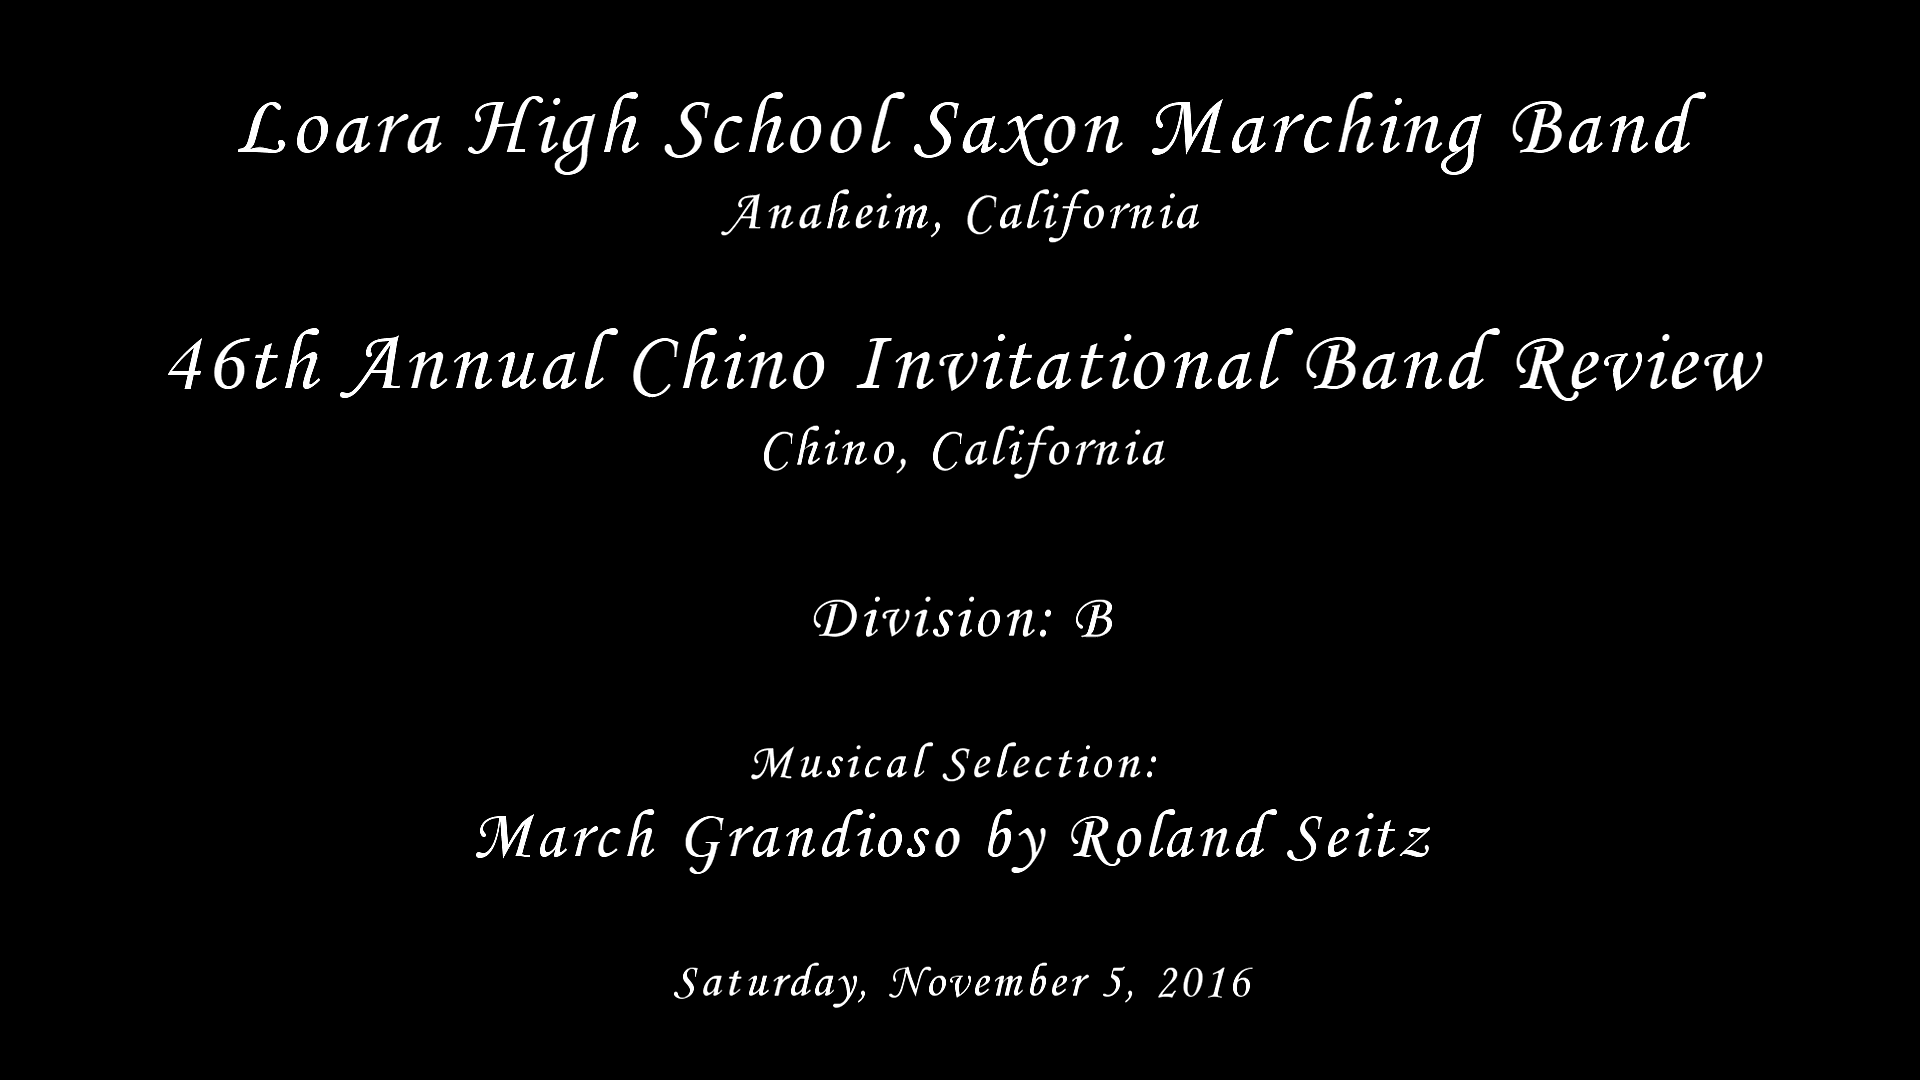 Loara High School Saxon Marching Band
Anaheim, California
46th Annual Chino Invitational Band Review
Chino, California
Division: B
Musical Selection:
March Grandioso by Roland Seitz
Saturday, November 5, 2016